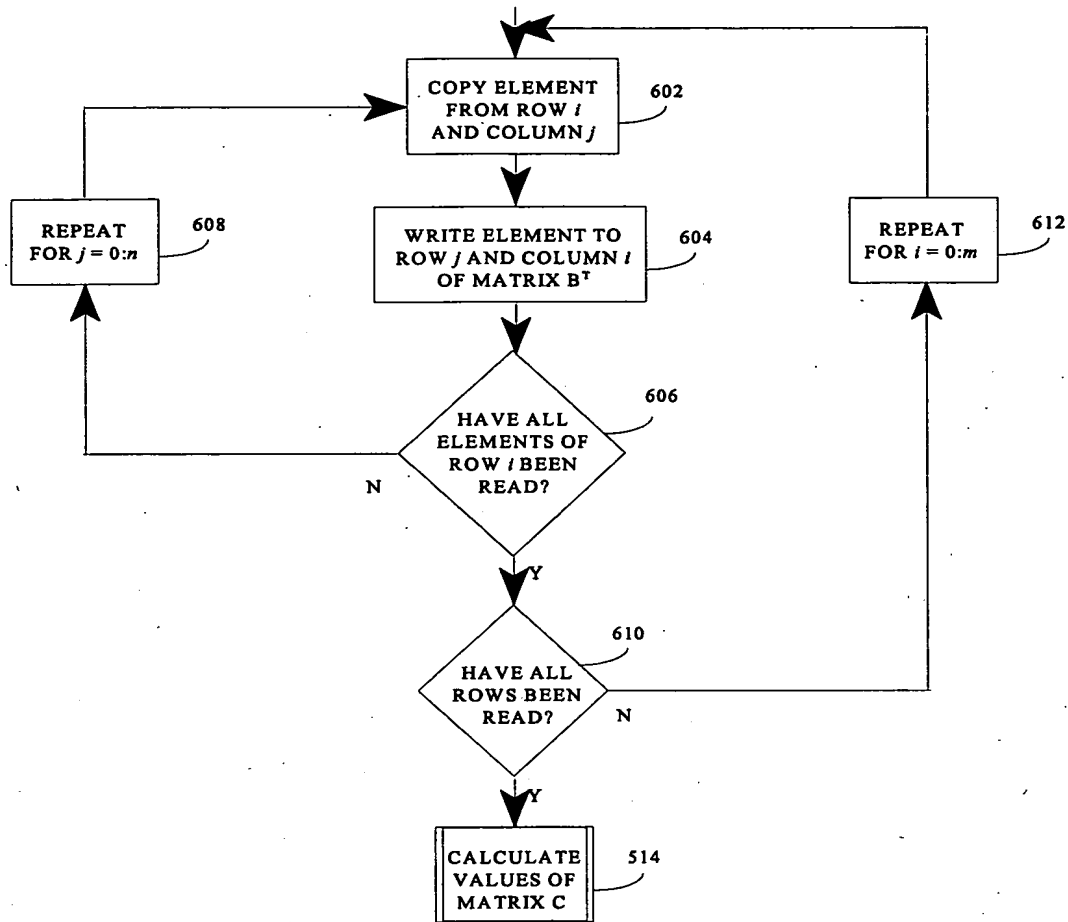 COPY ELEMENT
FROM ROW i
AND COLUMN j
602
REPEAT
FOR j = 0:n
608
WRITE ELEMENT TO
ROW j AND COLUMN i
OF MATRIX Bᵀ
604
REPEAT
FOR i = 0:m
612
HAVE ALL
ELEMENTS OF
ROW i BEEN
READ?
606
N
Y
HAVE ALL
ROWS BEEN
READ?
610
N
Y
CALCULATE
VALUES OF
MATRIX C
514